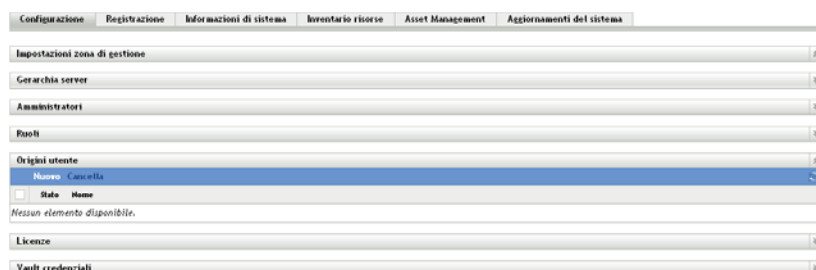 Configurazione Registrazione Informazioni di sistema Inventario risorse Asset Management Aggiornamenti del sistema
Impostazioni zona di gestione
Gerarchia server
Amministratori
Ruoli
Origini utente
Nuovo Cancella
Stato Nome
Nessun elemento disponibile.
Licenze
Vault credenziali